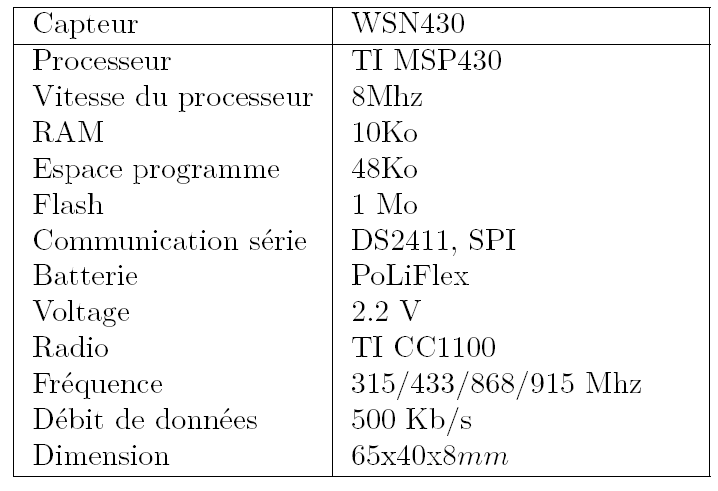 Capteur WSN430
Processeur TI MSP430
Vitesse du processeur 8Mhz
RAM 10Ko
Espace programme 48Ko
Flash 1 Mo
Communication série DS2411, SPI
Batterie PoLiFlex
Voltage 2.2 V
Radio TI CC1100
Fréquence 315/433/868/915 Mhz
Débit de données 500 Kb/s
Dimension 65x40x8mm